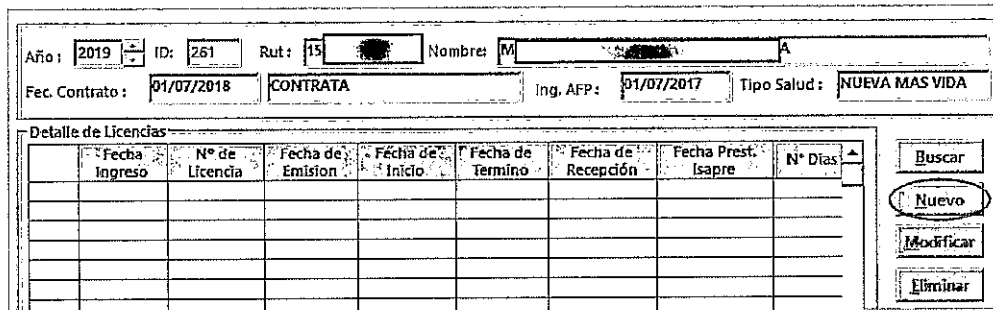 Año : 2019 ID: 261 Rut : 15 Nombre: M A
Fec. Contrato : 01/07/2018 CONTRATA Ing. AFP : 01/07/2017 Tipo Salud : NUEVA MAS VIDA
Detalle de Licencias
Fecha Ingreso Nº de Licencia Fecha de Emision Fecha de Inicio Fecha de Termino Fecha de Recepción Fecha Prest. Isapre N° Dias
Buscar
Nuevo
Modificar
Eliminar